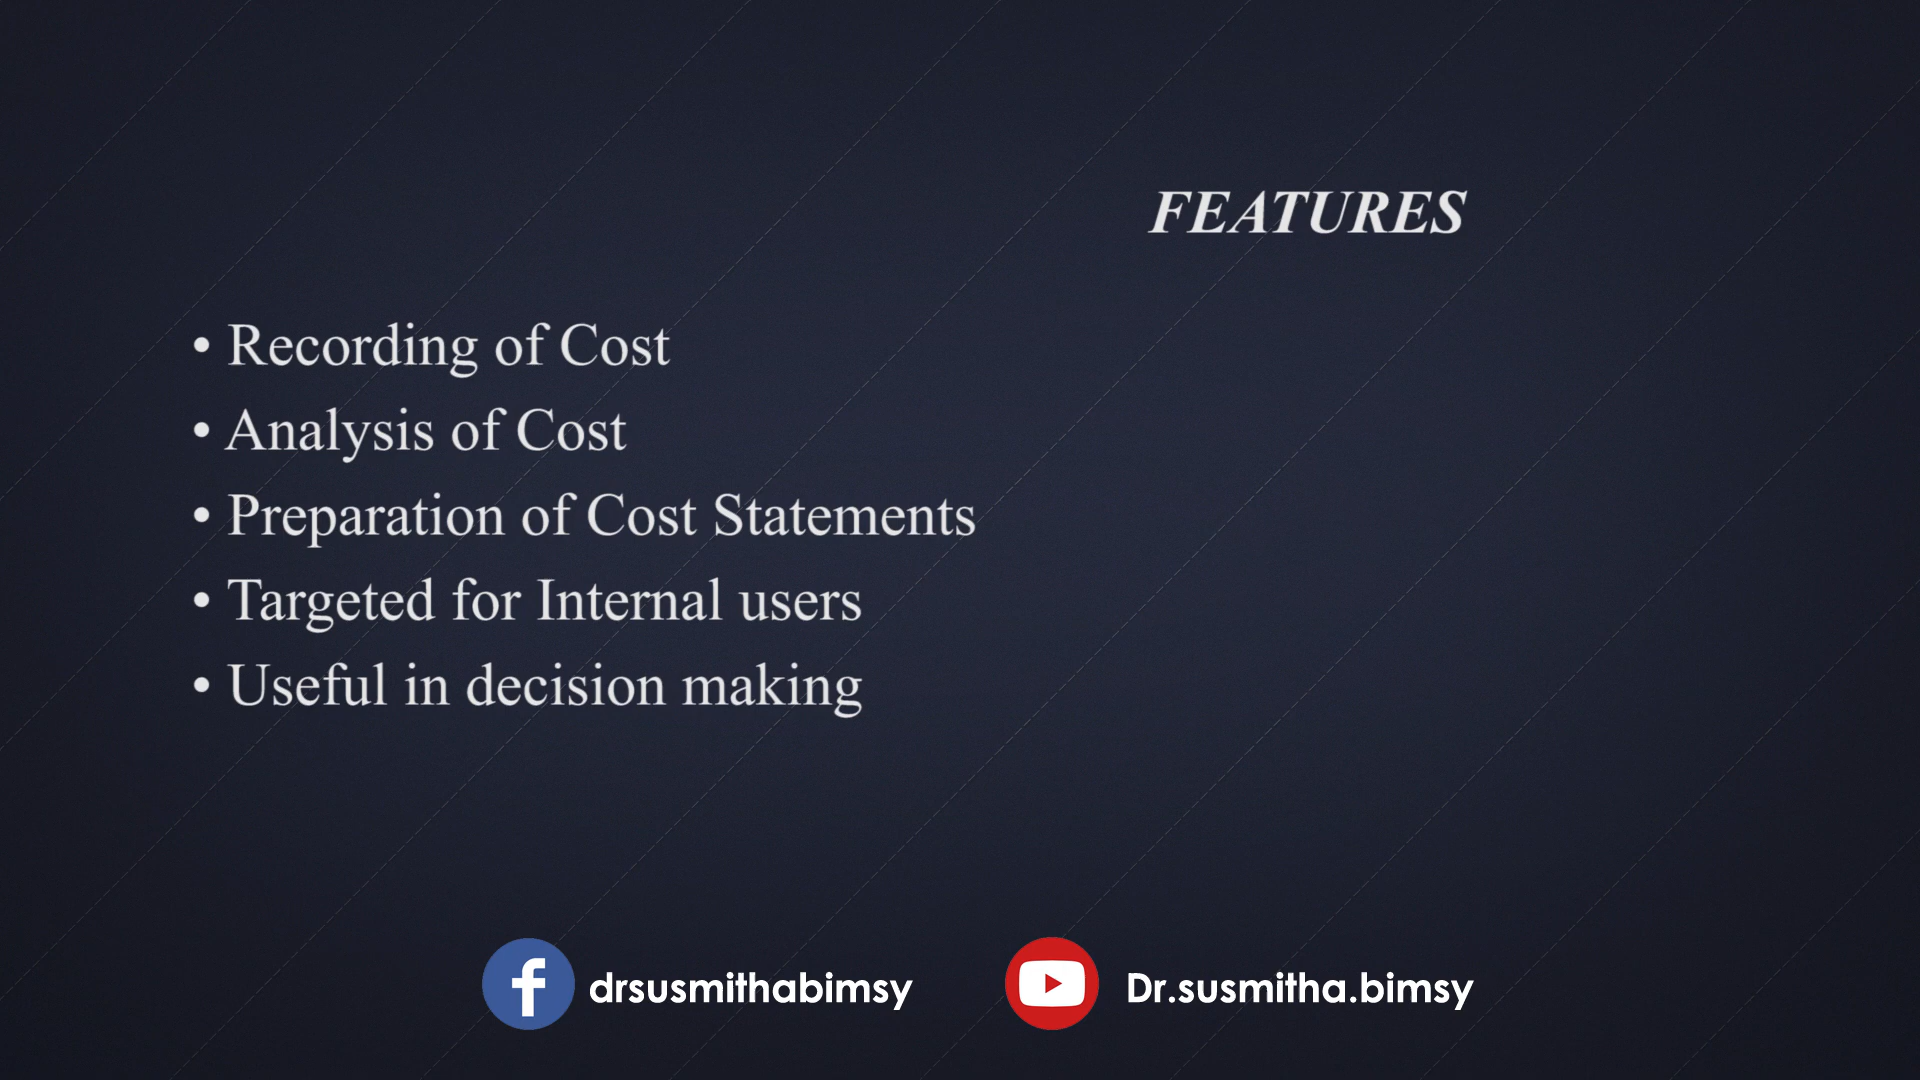 FEATURES
• Recording of Cost
• Analysis of Cost
• Preparation of Cost Statements
• Targeted for Internal users
• Useful in decision making
drsusmithabimsy
Dr.susmitha.bimsy